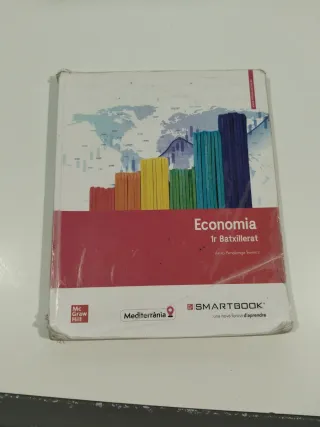 Economia
1r Batxillerat
Mc
Graw
Hill
Mediterrània
SMARTBOOK
una nova forma d'aprendre